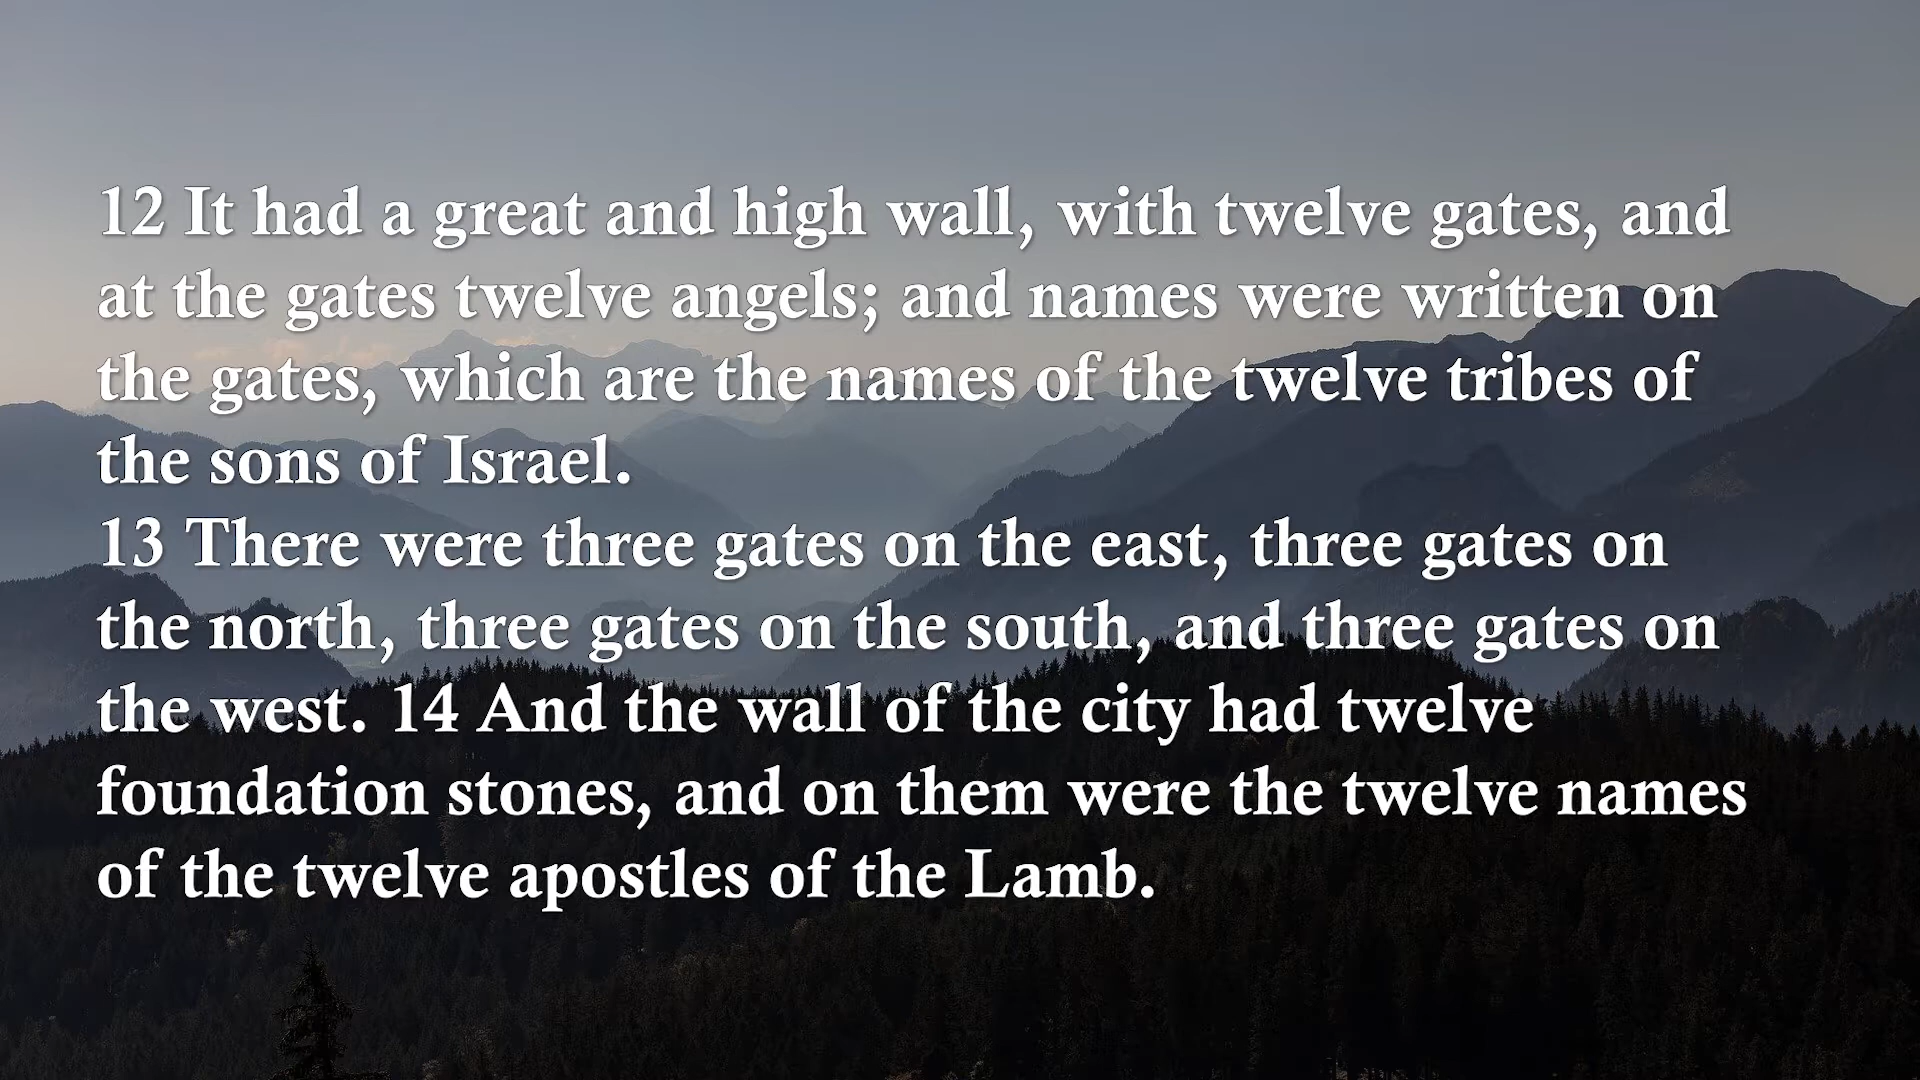 12 It had a great and high wall, with twelve gates, and
at the gates twelve angels; and names were written on
the gates, which are the names of the twelve tribes of
the sons of Israel.
13 There were three gates on the east, three gates on
the north, three gates on the south, and three gates on
the west. 14 And the wall of the city had twelve
foundation stones, and on them were the twelve names
of the twelve apostles of the Lamb.